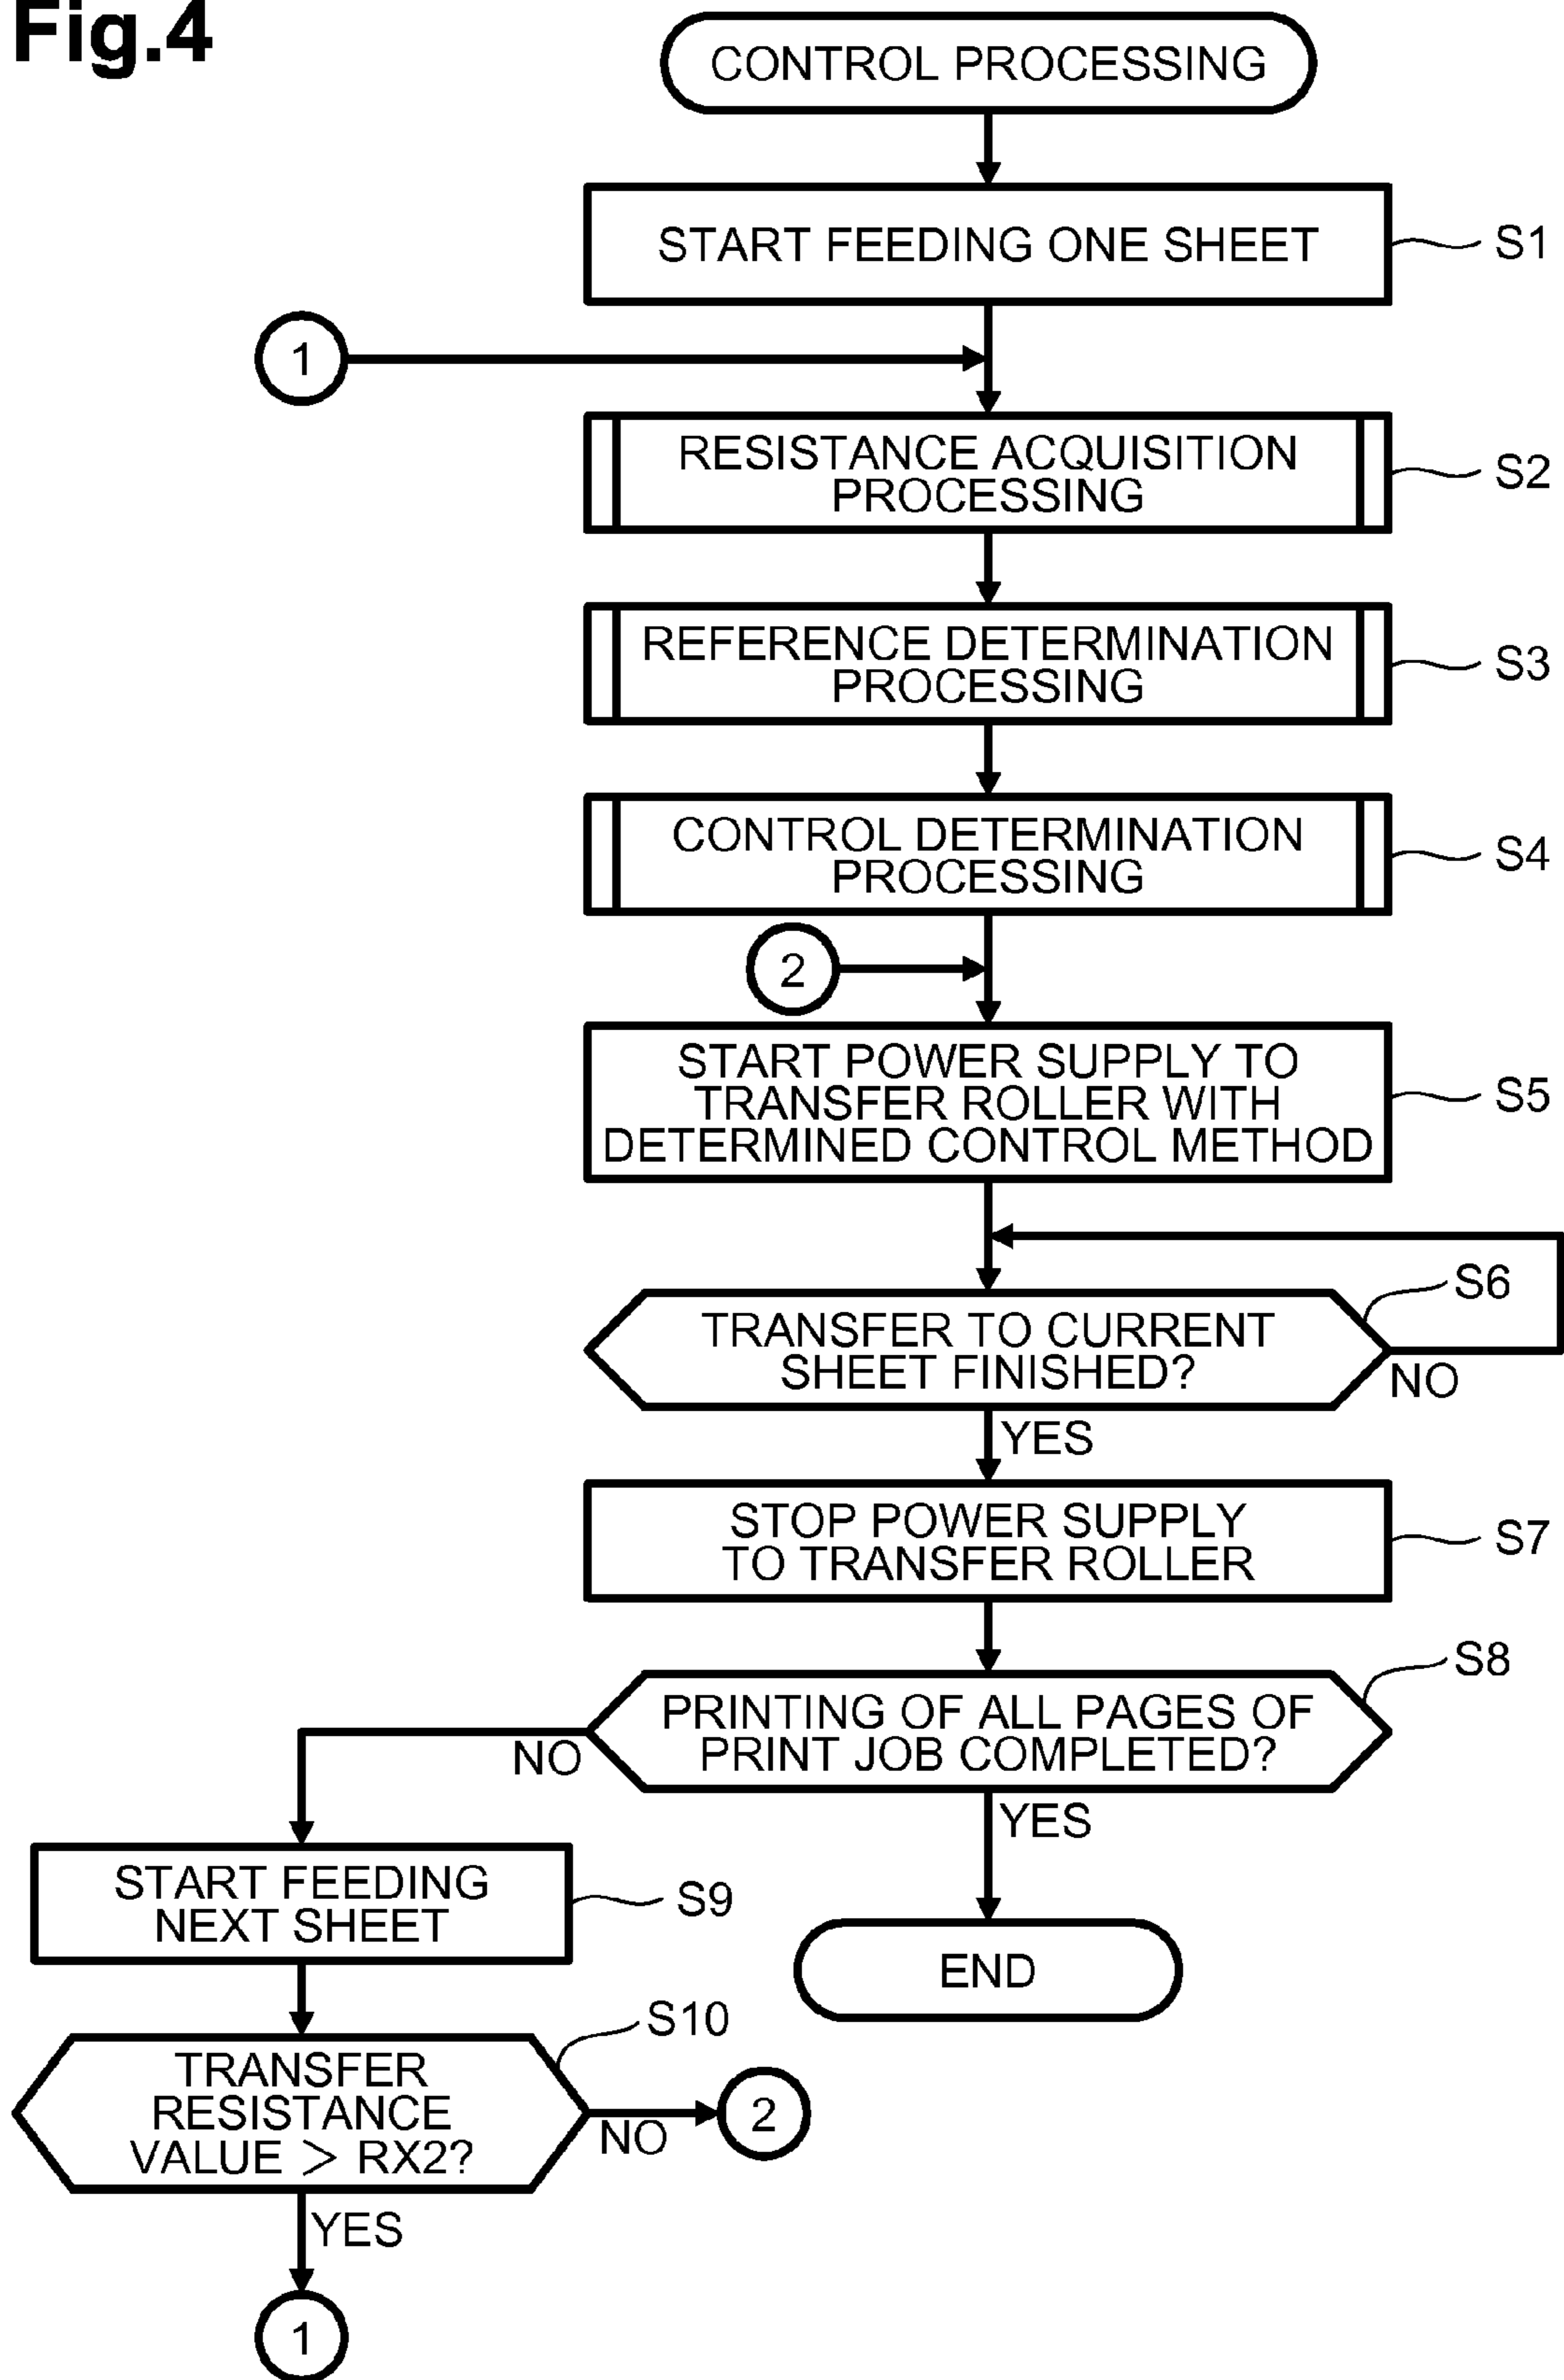 Fig.4
CONTROL PROCESSING
START FEEDING ONE SHEET
S1
1
RESISTANCE ACQUISITION
PROCESSING
S2
REFERENCE DETERMINATION
PROCESSING
S3
CONTROL DETERMINATION
PROCESSING
S4
2
START POWER SUPPLY TO
TRANSFER ROLLER WITH
DETERMINED CONTROL METHOD
S5
TRANSFER TO CURRENT
SHEET FINISHED?
S6
NO
YES
STOP POWER SUPPLY
TO TRANSFER ROLLER
S7
PRINTING OF ALL PAGES OF
PRINT JOB COMPLETED?
S8
NO
YES
START FEEDING
NEXT SHEET
S9
END
TRANSFER
RESISTANCE
VALUE > RX2?
S10
NO
2
YES
1